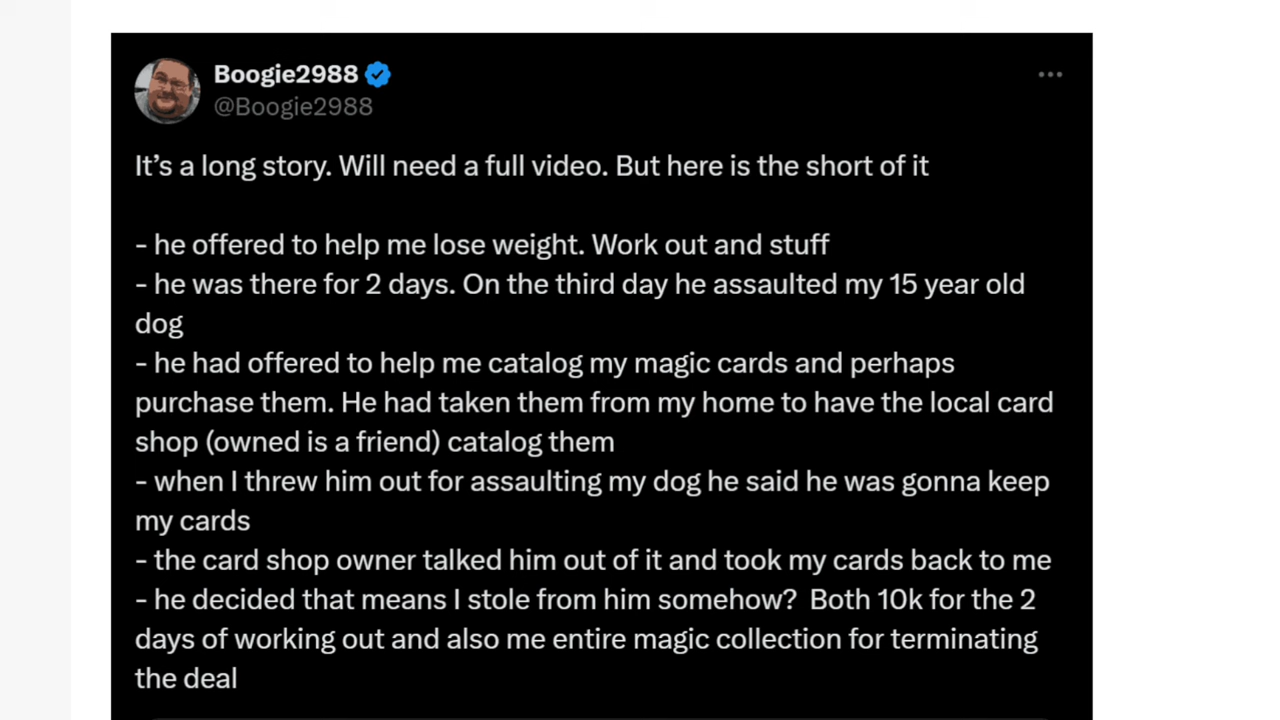 Boogie2988
@Boogie2988
It’s a long story. Will need a full video. But here is the short of it
- he offered to help me lose weight. Work out and stuff
- he was there for 2 days. On the third day he assaulted my 15 year old
dog
- he had offered to help me catalog my magic cards and perhaps
purchase them. He had taken them from my home to have the local card
shop (owned is a friend) catalog them
- when I threw him out for assaulting my dog he said he was gonna keep
my cards
- the card shop owner talked him out of it and took my cards back to me
- he decided that means I stole from him somehow?  Both 10k for the 2
days of working out and also me entire magic collection for terminating
the deal